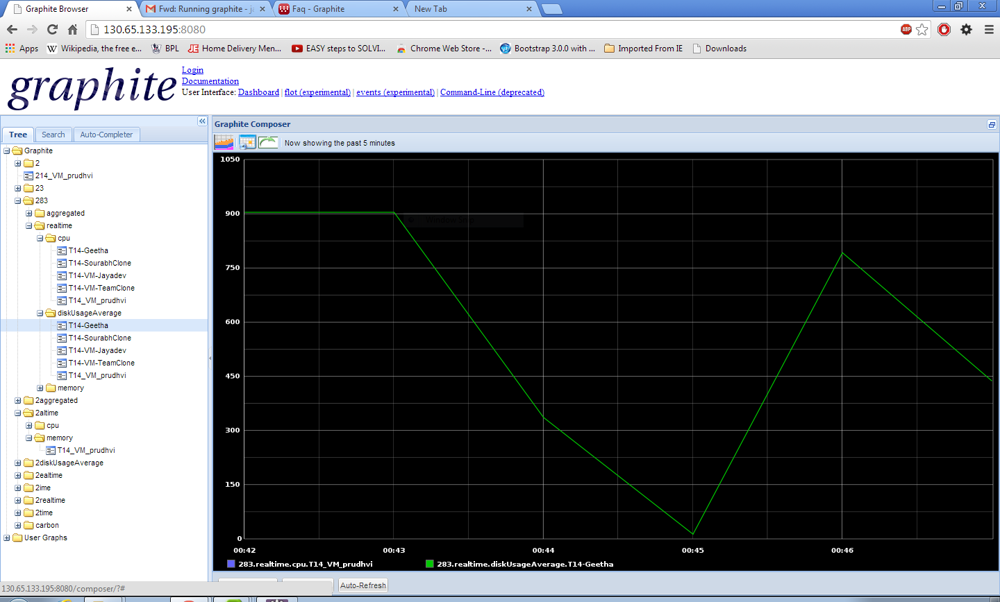 Graphite Browser
Fwd: Running graphite - j
Faq - Graphite
New Tab
130.65.133.195:8080
ABP
Apps
W Wikipedia, the free e...
BPL
JE Home Delivery Men...
EASY steps to SOLVI...
Chrome Web Store -...
Bootstrap 3.0.0 with ...
Imported From IE
Downloads
graphite
Login
Documentation
User Interface: Dashboard | flot (experimental) | events (experimental) | Command-Line (deprecated)
Tree
Search
Auto-Completer
Graphite
2
214_VM_prudhvi
23
283
aggregated
realtime
cpu
T14-Geetha
T14-SourabhClone
T14-VM-Jayadev
T14-VM-TeamClone
T14_VM_prudhvi
diskUsageAverage
T14-Geetha
T14-SourabhClone
T14-VM-Jayadev
T14-VM-TeamClone
T14_VM_prudhvi
memory
2aggregated
2altime
cpu
memory
T14_VM_prudhvi
2diskUsageAverage
2ealtime
2ime
2realtime
2time
carbon
User Graphs
130.65.133.195:8080/composer/?#
Graphite Composer
Now showing the past 5 minutes
1050
900
Window Snip
750
600
450
300
150
0
00:42
00:43
00:44
00:45
00:46
283.realtime.cpu.T14_VM_prudhvi
283.realtime.diskUsageAverage.T14-Geetha
Auto-Refresh